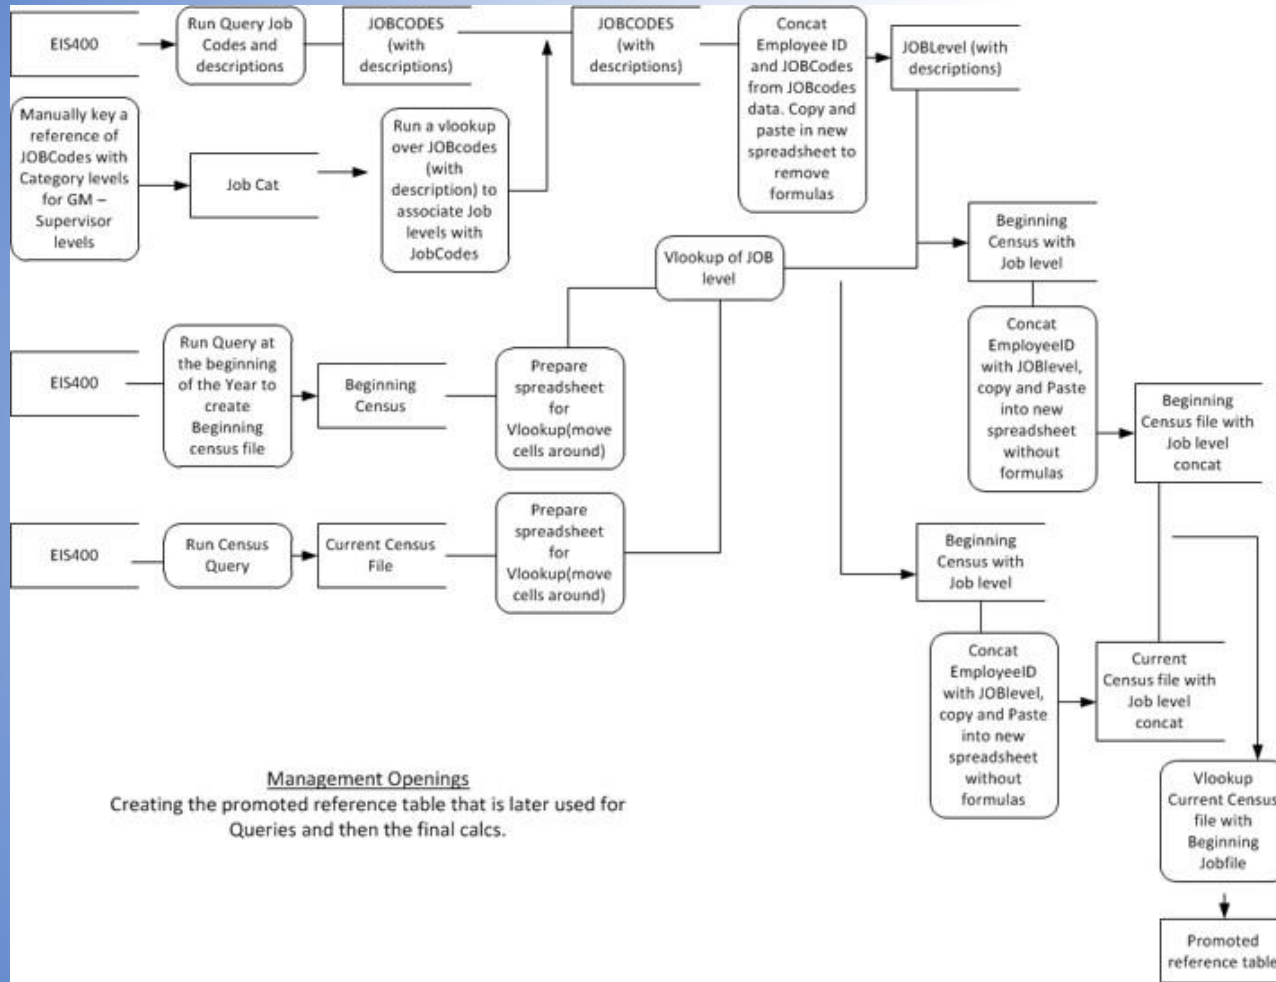 EIS400
Run Query Job
Codes and
descriptions
JOBCODES
(with
descriptions)
JOBCODES
(with
descriptions)
Concat
Employee ID
and JOBCodes
from JOBcodes
data. Copy and
paste in new
spreadsheet to
remove
formulas
JOBLevel (with
descriptions)
Manually key a
reference of
JOBCodes with
Category levels
for GM –
Supervisor
levels
Job Cat
Run a vlookup
over JOBcodes
(with
description) to
associate Job
levels with
JobCodes
Vlookup of JOB
level
Beginning
Census with
Job level
Concat
EmployeeID
with JOBlevel,
copy and Paste
into new
spreadsheet
without
formulas
Beginning
Census file with
Job level
concat
EIS400
Run Query at
the beginning
of the Year to
create
Beginning
census file
Beginning
Census
Prepare
spreadsheet
for
Vlookup(move
cells around)
EIS400
Run Census
Query
Current Census
File
Prepare
spreadsheet
for
Vlookup(move
cells around)
Beginning
Census with
Job level
Concat
EmployeeID
with JOBlevel,
copy and Paste
into new
spreadsheet
without
formulas
Current
Census file with
Job level
concat
Vlookup
Current Census
file with
Beginning
Jobfile
Promoted
reference table
Management Openings
Creating the promoted reference table that is later used for
Queries and then the final calcs.